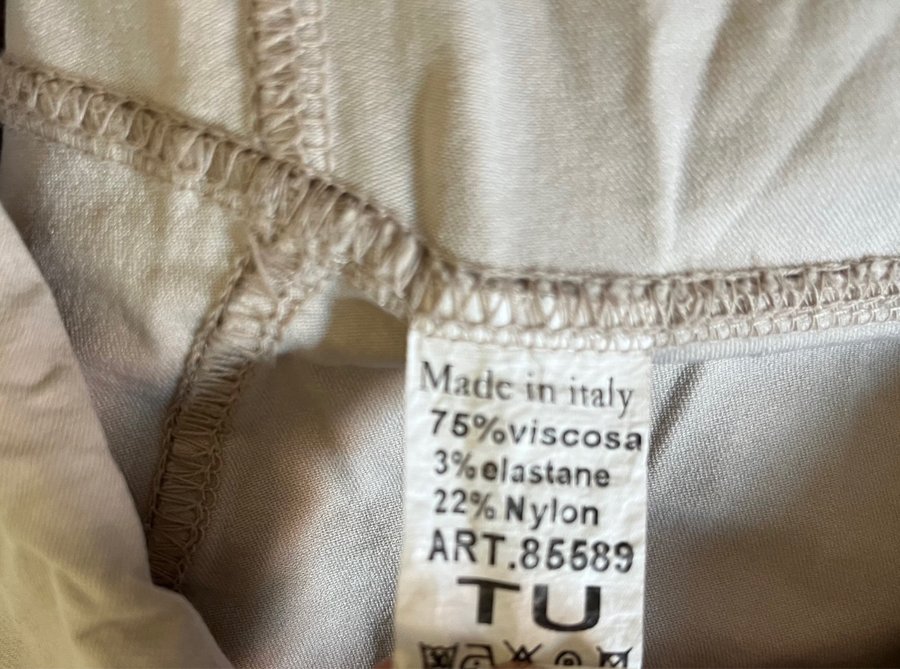 Made in italy
75%viscosa
3%elastane
22% Nylon
ART.85589
TU